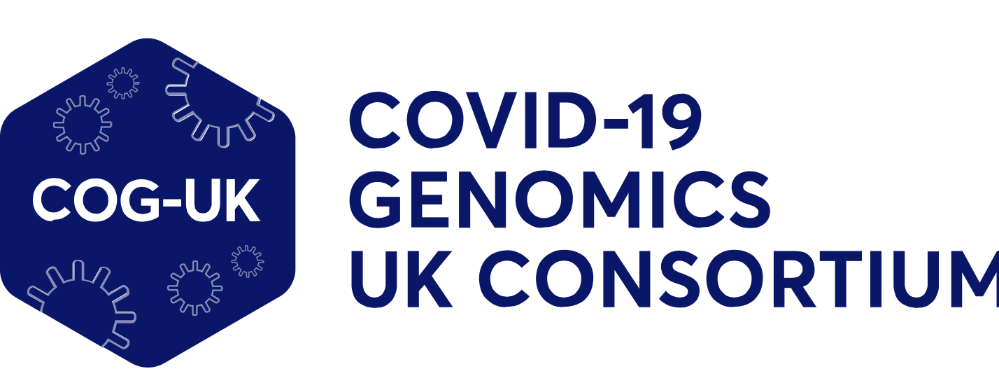 COG-UK
COVID-19
GENOMICS
UK CONSORTIUM